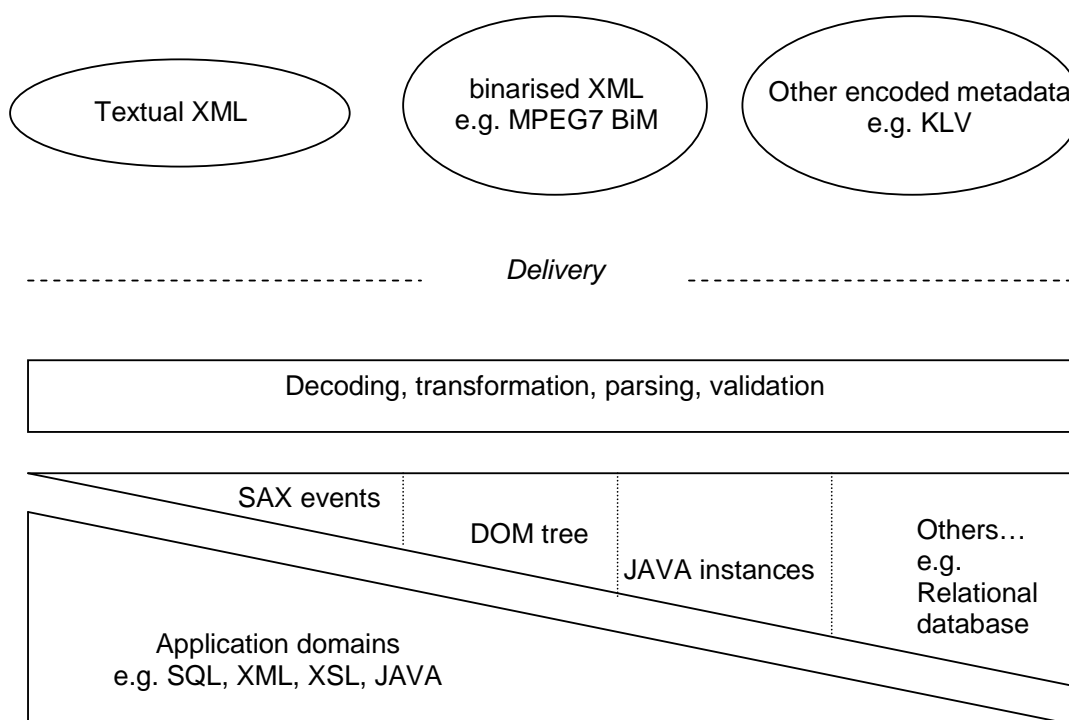 Textual XML
binarised XML
e.g. MPEG7 BiM
Other encoded metadata
e.g. KLV
Delivery
Decoding, transformation, parsing, validation
SAX events
DOM tree
JAVA instances
Others…
e.g.
Relational
database
Application domains
e.g. SQL, XML, XSL, JAVA